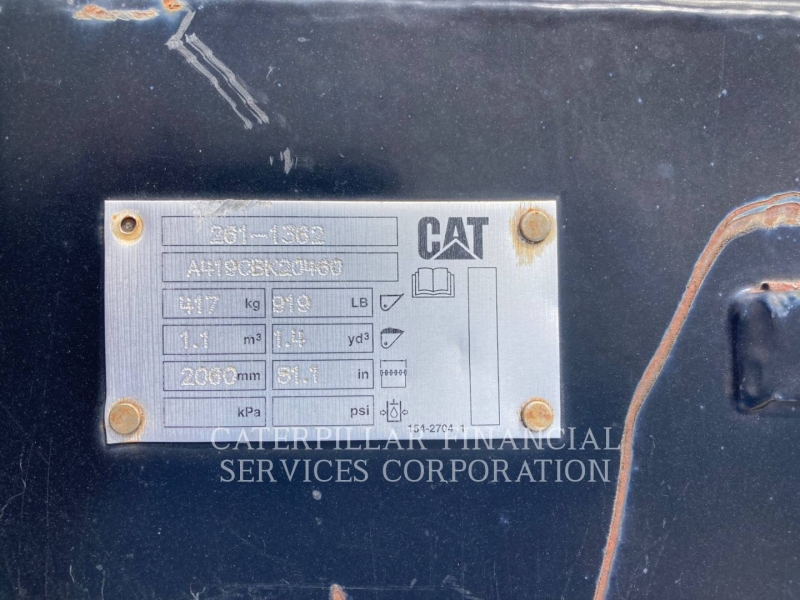 261-1362
CAT
A419CBK20460
417 kg 919 LB
1.1 m³ 1.4 yd³
2060 mm 81.1 in
kPa psi
154-2704
CATERPILLAR FINANCIAL
SERVICES CORPORATION